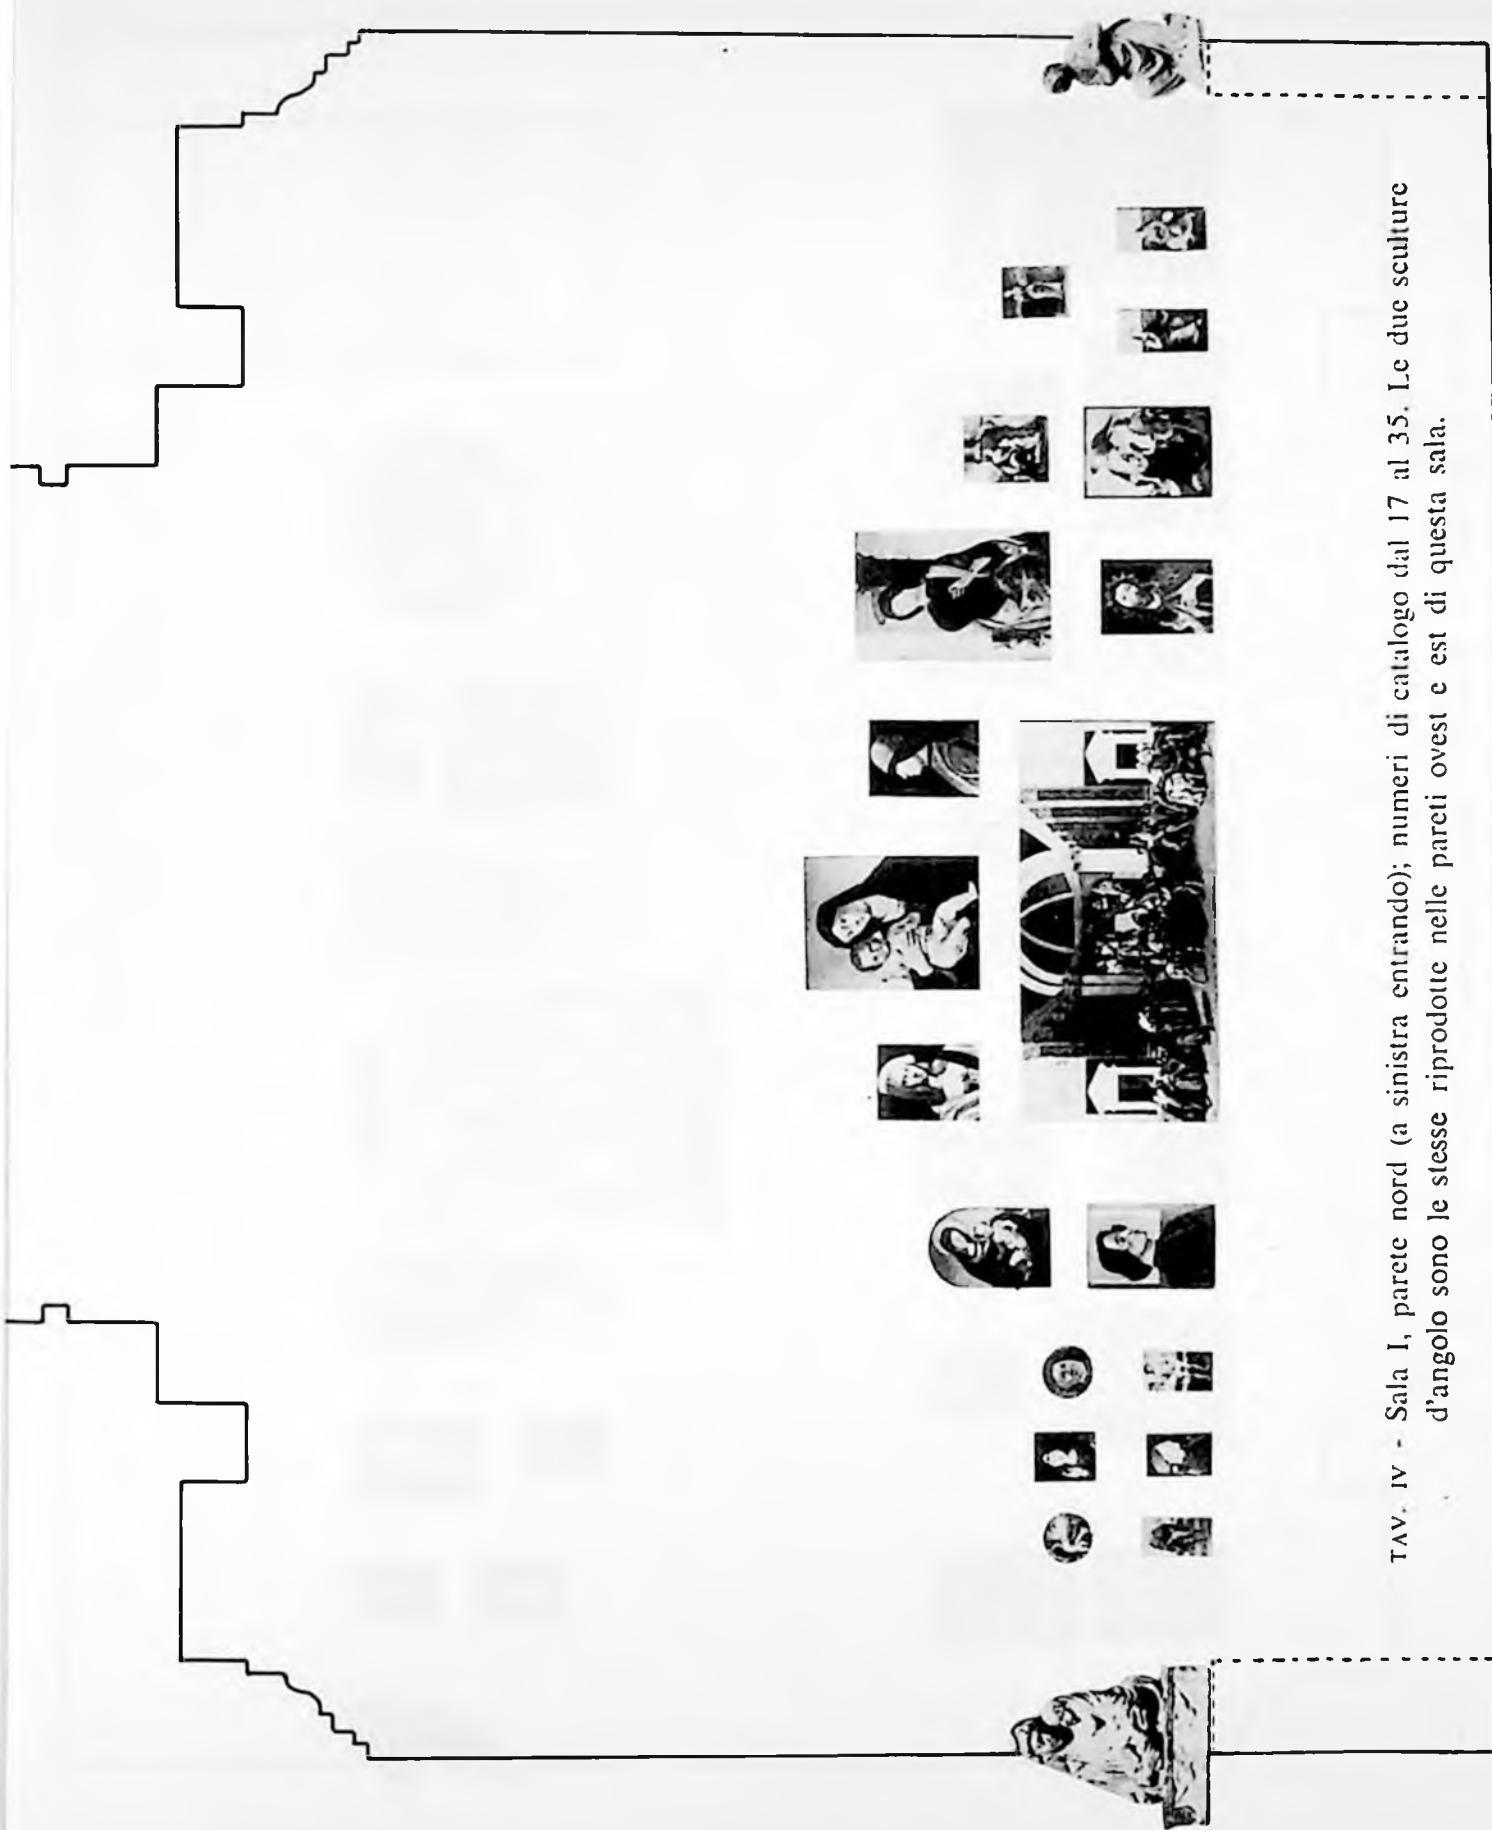 TAV. IV - Sala I, parete nord (a sinistra entrando); numeri di catalogo dal 17 al 35. Le due sculture
d'angolo sono le stesse riprodotte nelle pareti ovest e est di questa sala.